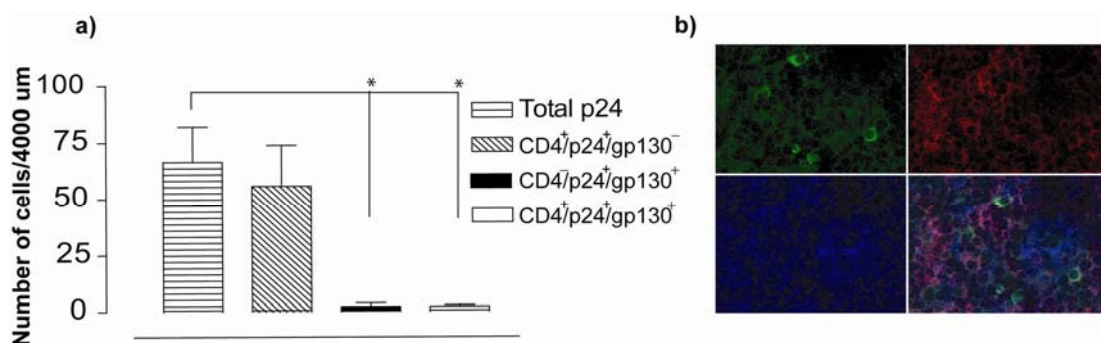 a)
b)
Number of cells/4000 um
100
75
50
25
0
* *
Total p24
CD4⁺/p24⁺/gp130⁻
CD4⁻/p24⁺/gp130⁺
CD4⁺/p24⁺/gp130⁺